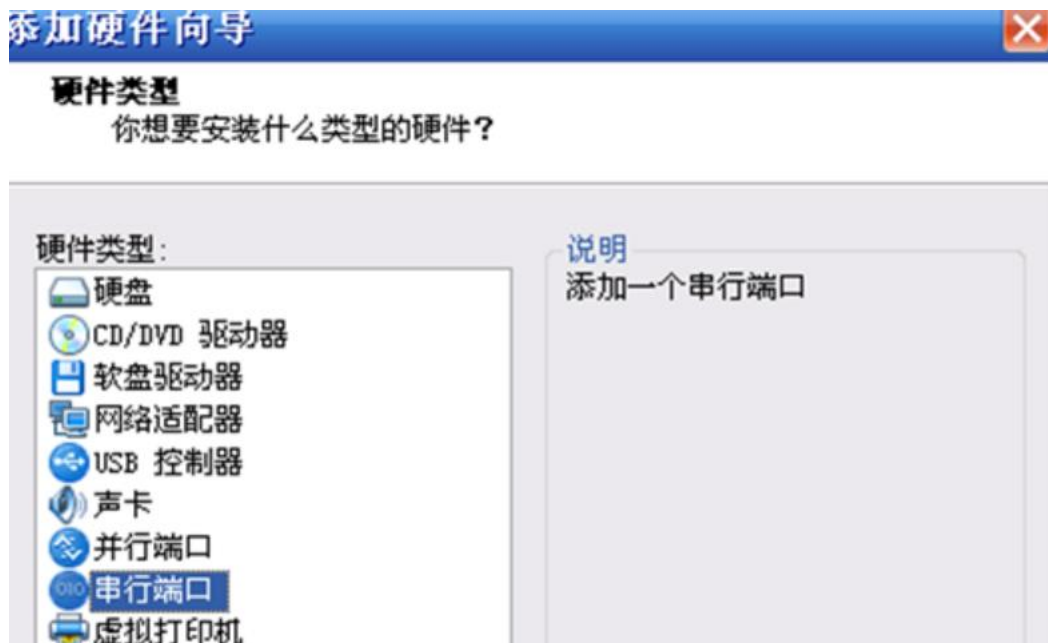 添加硬件向导
硬件类型
你想要安装什么类型的硬件?
硬件类型:
硬盘
CD/DVD 驱动器
软盘驱动器
网络适配器
USB 控制器
声卡
并行端口
串行端口
虚拟打印机
说明
添加一个串行端口